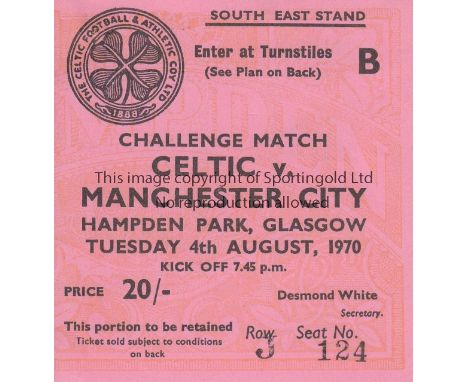 SOUTH EAST STAND
THE CELTIC FOOTBALL & ATHLETIC COY LTD
1888
Enter at Turnstiles
(See Plan on Back)
B
CHALLENGE MATCH
CELTIC v.
This image copyright of Sportingold Ltd
MANCHESTER CITY
No reproduction allowed
HAMPDEN PARK, GLASGOW
TUESDAY 4th AUGUST, 1970
KICK OFF 7.45 p.m.
PRICE 20/-
Desmond White
Secretary.
This portion to be retained
Ticket sold subject to conditions
on back
Row Seat No.
J 124